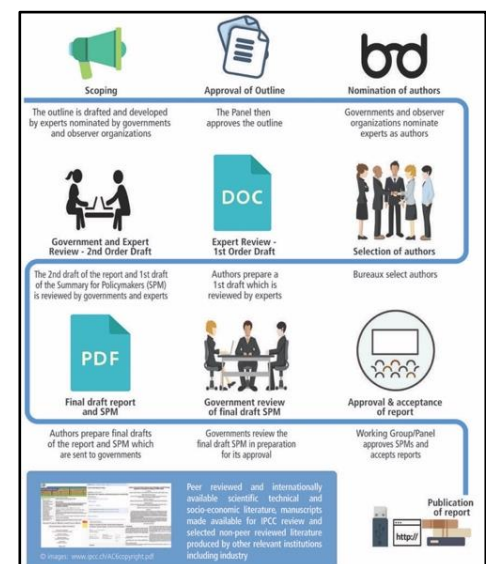 Scoping
The outline is drafted and developed
by experts nominated by governments
and observer organizations
Approval of Outline
The Panel then
approves the outline
Nomination of authors
Governments and observer
organizations nominate
experts as authors
Selection of authors
Bureaux select authors
DOC
Expert Review -
1st Order Draft
Authors prepare a
1st draft which is
reviewed by experts
Government and Expert
Review - 2nd Order Draft
The 2nd draft of the report and 1st draft
of the Summary for Policymakers (SPM)
is reviewed by governments and experts
PDF
Final draft report
and SPM
Authors prepare final drafts
of the report and SPM which
are sent to governments
Government review
of final draft SPM
Governments review the
final draft SPM in preparation
for its approval
Approval & acceptance
of report
Working Group/Panel
approves SPMs and
accepts reports
Publication
of report
http://
Peer reviewed and internationally
available scientific technical and
socio-economic literature, manuscripts
made available for IPCC review and
selected non-peer reviewed literature
produced by other relevant institutions
including industry